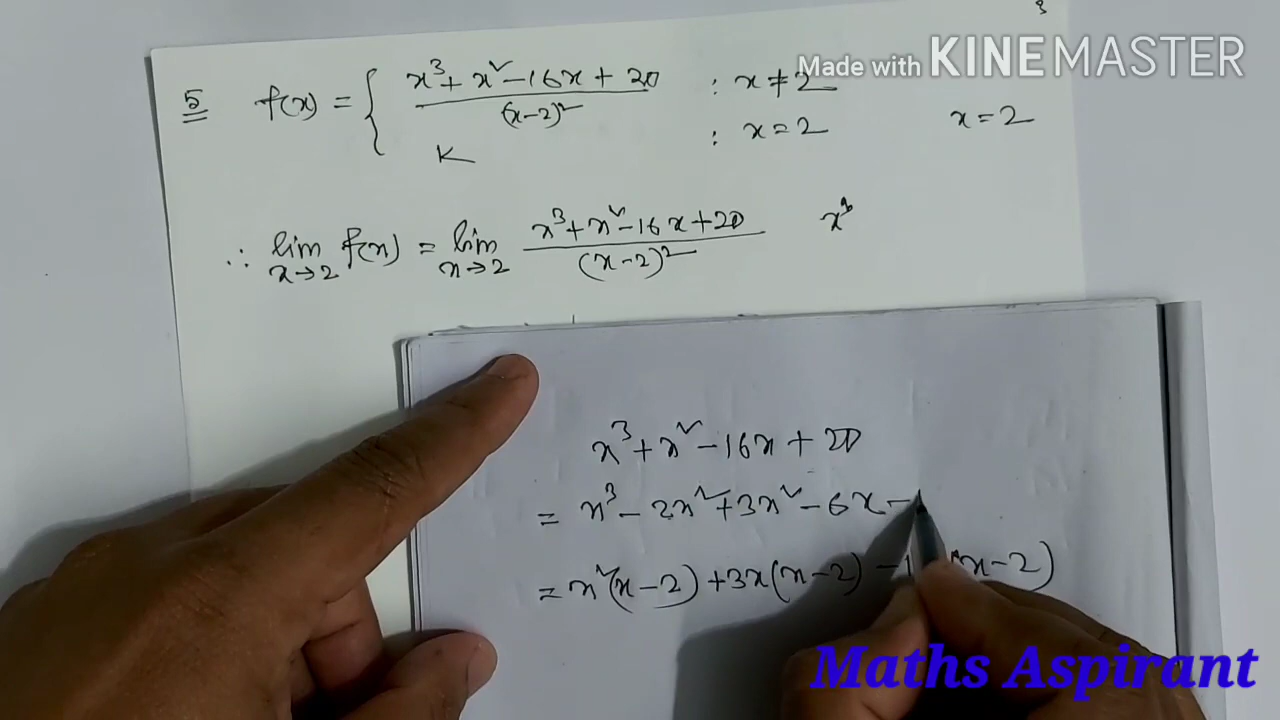 Made with KINEMASTER
5 f(x) = { x³ + x² - 16x + 20 / (x-2)² : x ≠ 2
K : x = 2 x = 2
∴ lim x→2 f(x) = lim x→2 x³ + x² - 16x + 20 / (x-2)² x³
x³ + x² - 16x + 20
= x³ - 2x² + 3x² - 6x -
= x²(x-2) + 3x(x-2) - (x-2)
Maths Aspirant